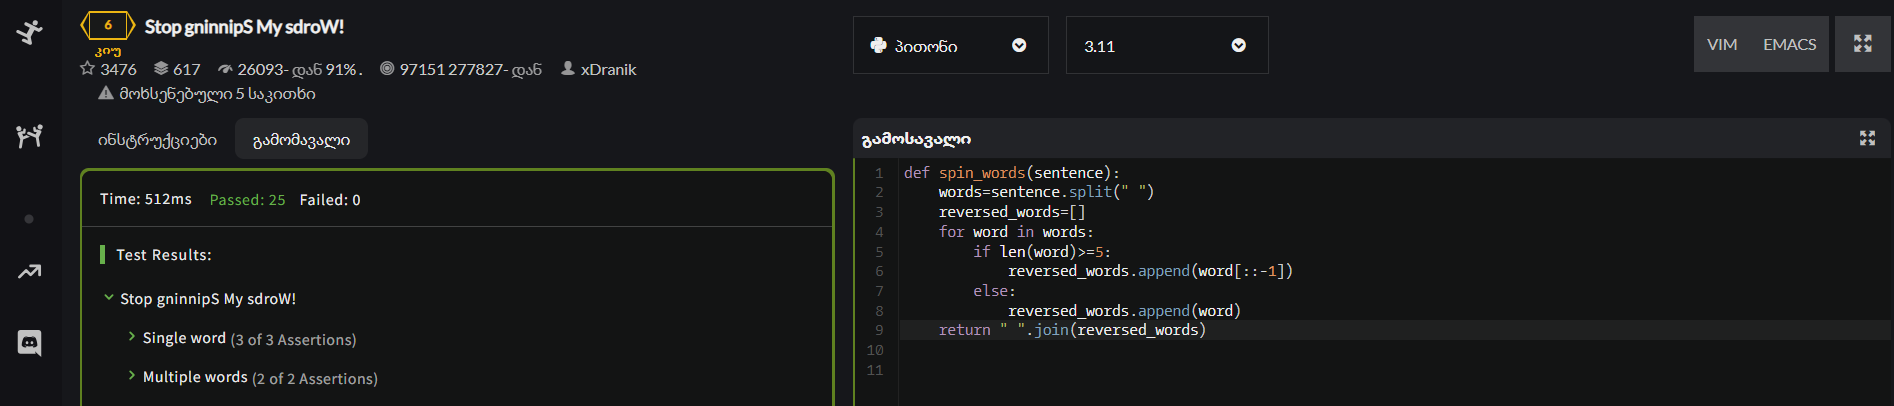 6 Stop gninnipS My sdroW!
კიუ
3476 617 26093- დან 91% . 97151 277827- დან xDranik
მოხსენებული 5 საკითხი
პითონი 3.11 VIM EMACS
ინსტრუქციები გამომავალი
Time: 512ms Passed: 25 Failed: 0
Test Results:
Stop gninnipS My sdroW!
Single word (3 of 3 Assertions)
Multiple words (2 of 2 Assertions)
გამოსავალი
1 def spin_words(sentence):
2     words=sentence.split(" ")
3     reversed_words=[]
4     for word in words:
5         if len(word)>=5:
6             reversed_words.append(word[::-1])
7         else:
8             reversed_words.append(word)
9     return " ".join(reversed_words)
10
11